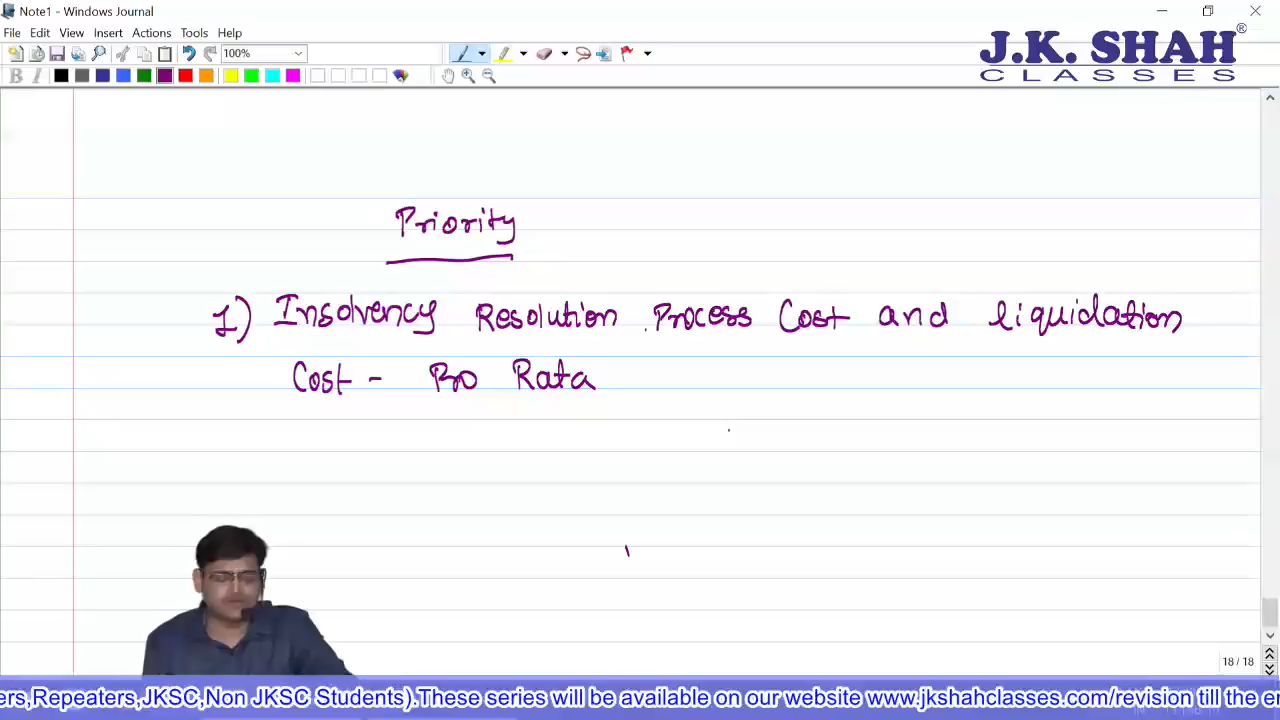 Note1 - Windows Journal
File Edit View Insert Actions Tools Help
100%
B I
J.K. SHAH®
CLASSES
Priority
1) Insolvency Resolution Process Cost and liquidation
Cost - Pro Rata
18 / 18
ers,Repeaters,JKSC,Non JKSC Students).These series will be available on our website www.jkshahclasses.com/revision till the e